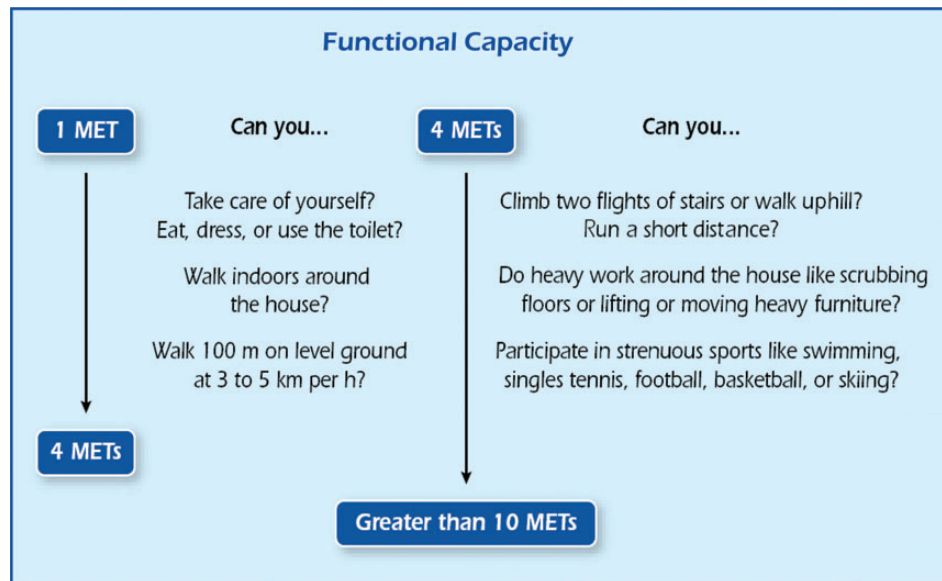 Functional Capacity
1 MET
Can you...
Take care of yourself?
Eat, dress, or use the toilet?
Walk indoors around
the house?
Walk 100 m on level ground
at 3 to 5 km per h?
4 METs
4 METs
Can you...
Climb two flights of stairs or walk uphill?
Run a short distance?
Do heavy work around the house like scrubbing
floors or lifting or moving heavy furniture?
Participate in strenuous sports like swimming,
singles tennis, football, basketball, or skiing?
Greater than 10 METs